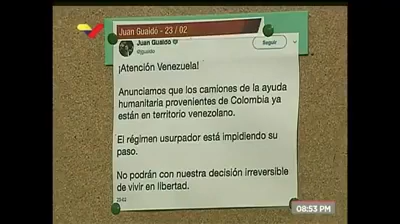 Juan Guaidó - 23 / 02
Juan Guaidó
@jguaido
Seguir
¡Atención Venezuela!
Anunciamos que los camiones de la ayuda
humanitaria provenientes de Colombia ya
están en territorio venezolano.
El régimen usurpador está impidiendo su
paso.
No podrán con nuestra decisión irreversible
de vivir en libertad.
08:53 PM